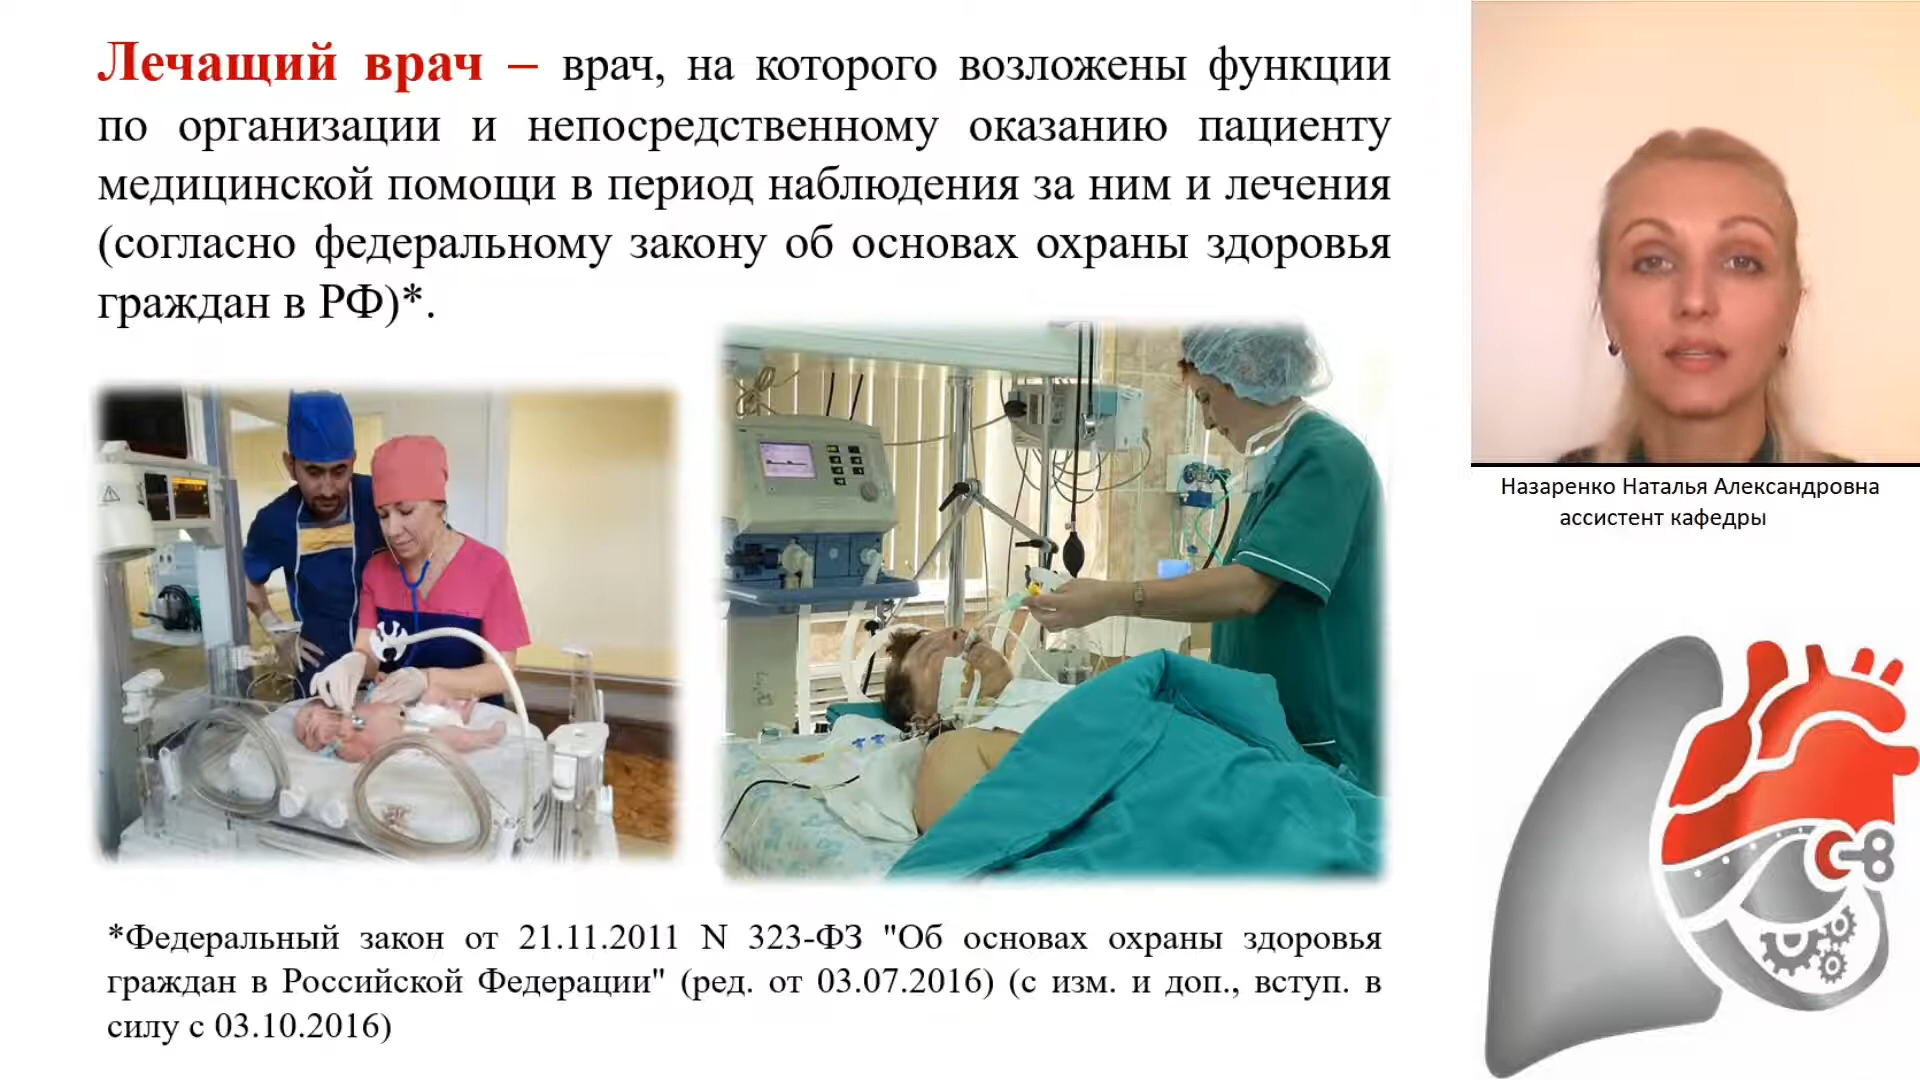 Лечащий врач – врач, на которого возложены функции
по организации и непосредственному оказанию пациенту
медицинской помощи в период наблюдения за ним и лечения
(согласно федеральному закону об основах охраны здоровья
граждан в РФ)*.
Назаренко Наталья Александровна
ассистент кафедры
*Федеральный закон от 21.11.2011 N 323-ФЗ "Об основах охраны здоровья
граждан в Российской Федерации" (ред. от 03.07.2016) (с изм. и доп., вступ. в
силу с 03.10.2016)